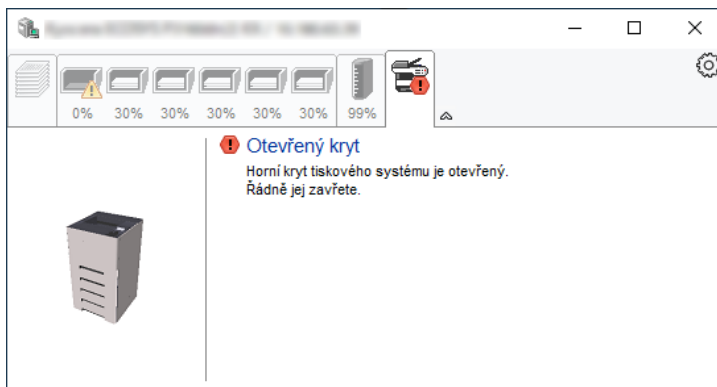 0% 30% 30% 30% 30% 30% 99%
Otevřený kryt
Horní kryt tiskového systému je otevřený.
Řádně jej zavřete.